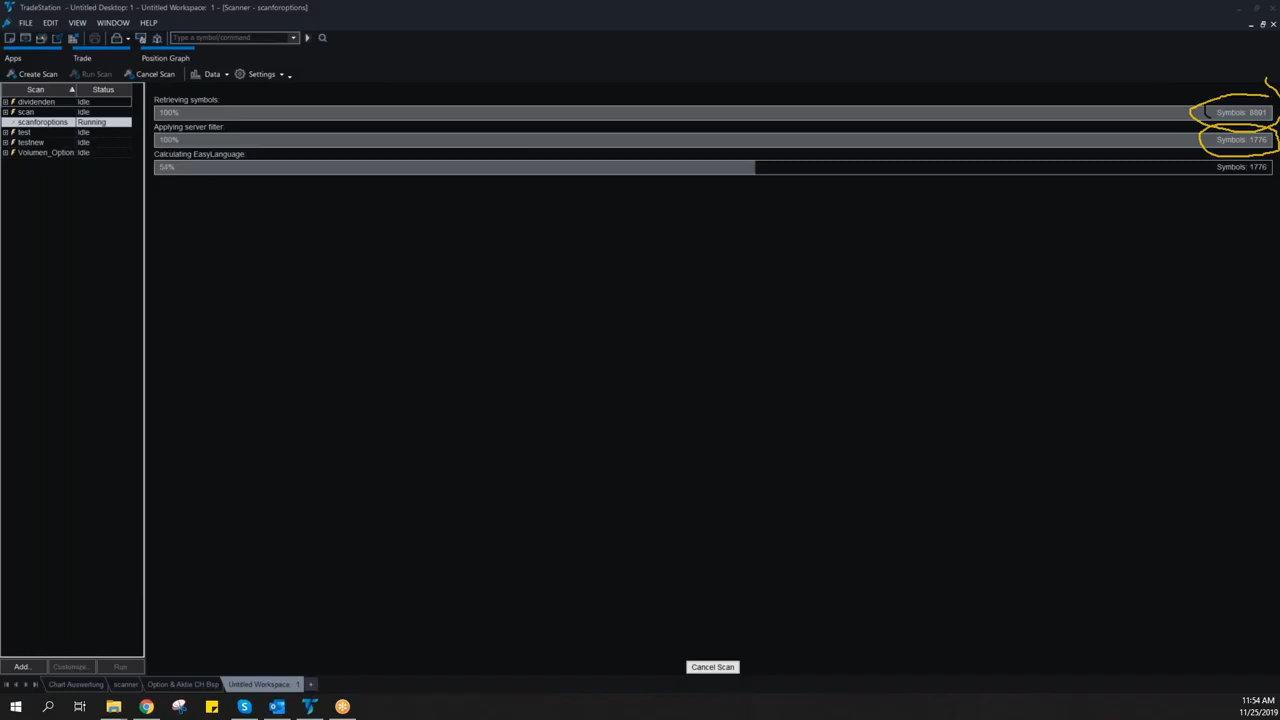 TradeStation - Untitled Desktop: 1 - Untitled Workspace: 1 - [Scanner - scanforoptions]
FILE EDIT VIEW WINDOW HELP
Type a symbol/command
Apps Trade Position Graph
Create Scan Run Scan Cancel Scan Data Settings
Scan Status
dividenden Idle
scan Idle
scanforoptions Running
test Idle
testnew Idle
Volumen_Option Idle
Retrieving symbols:
100% Symbols: 8891
Applying server filter:
100% Symbols: 1776
Calculating EasyLanguage:
54% Symbols: 1776
Cancel Scan
Add... Customize... Run
Chart Auswertung scanner Option & Aktie CH Bsp Untitled Workspace: 1 +
11:54 AM
11/25/2019